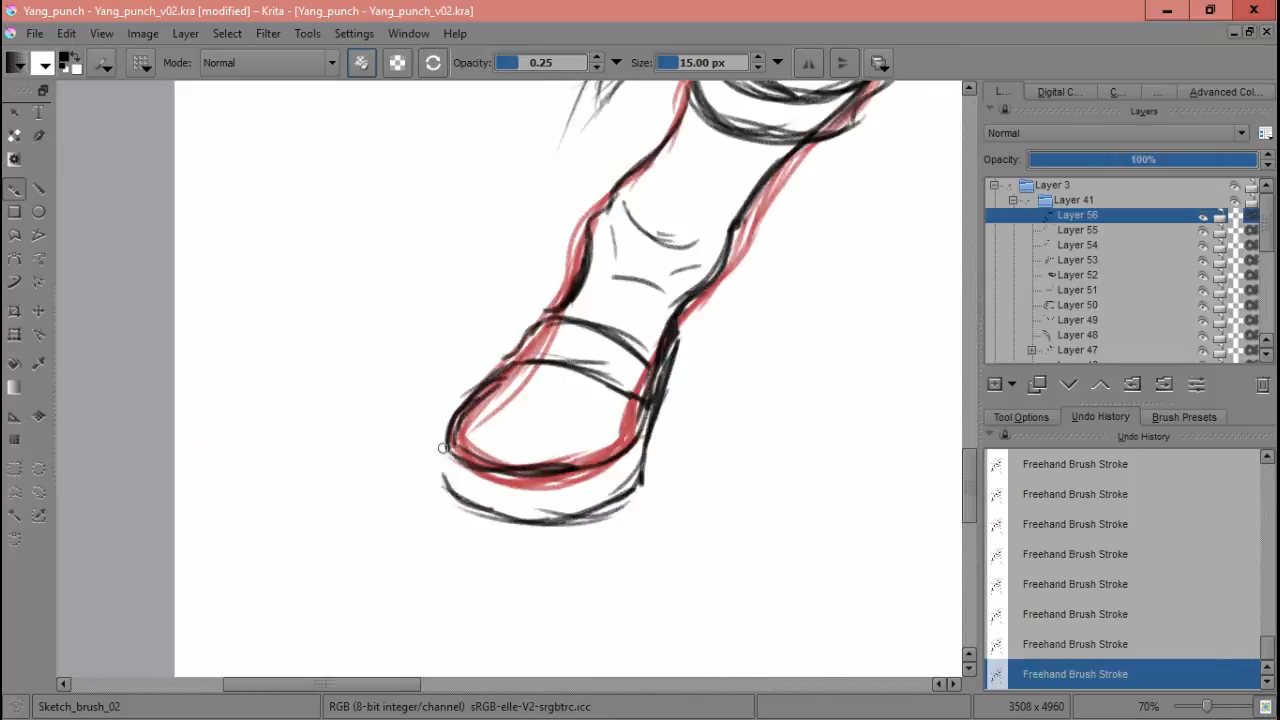 Yang_punch - Yang_punch_v02.kra [modified] – Krita - [Yang_punch - Yang_punch_v02.kra]
File Edit View Image Layer Select Filter Tools Settings Window Help
Mode: Normal Opacity: 0.25 Size: 15.00 px
L... Digital C... C... ... Advanced Col...
Layers
Normal
Opacity: 100%
Layer 3
Layer 41
Layer 56
Layer 55
Layer 54
Layer 53
Layer 52
Layer 51
Layer 50
Layer 49
Layer 48
Layer 47
Tool Options Undo History Brush Presets
Undo History
Freehand Brush Stroke
Freehand Brush Stroke
Freehand Brush Stroke
Freehand Brush Stroke
Freehand Brush Stroke
Freehand Brush Stroke
Freehand Brush Stroke
Freehand Brush Stroke
Sketch_brush_02 RGB (8-bit integer/channel) sRGB-elle-V2-srgbtrc.icc 3508 x 4960 70%